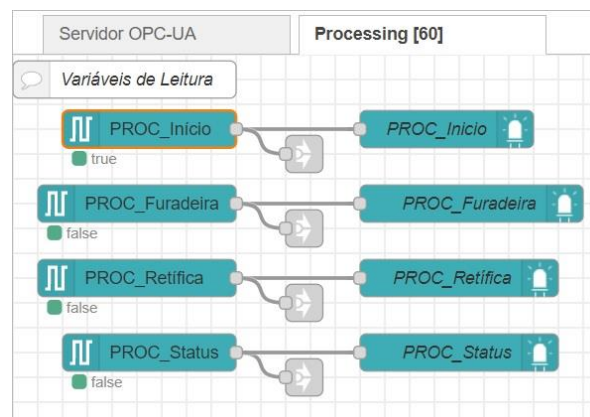 Servidor OPC-UA
Processing [60]
Variáveis de Leitura
PROC_Início
PROC_Inicio
true
PROC_Furadeira
PROC_Furadeira
false
PROC_Retífica
PROC_Retífica
false
PROC_Status
PROC_Status
false